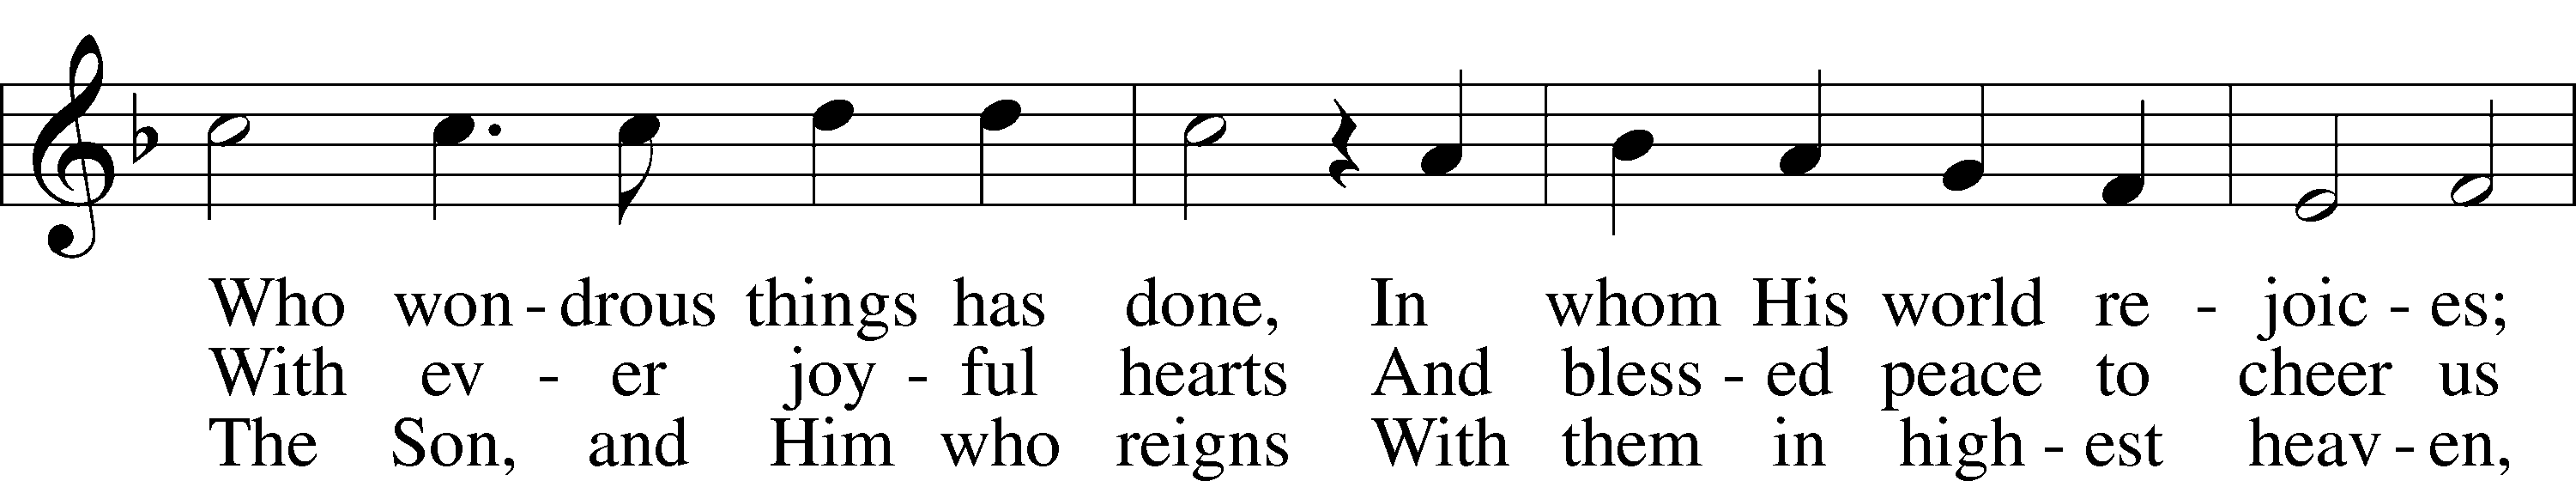 Who won - drous things has done, In whom His world re - joic - es;
With ev - er joy - ful hearts And bless - ed peace to cheer us
The Son, and Him who reigns With them in high - est heav - en,